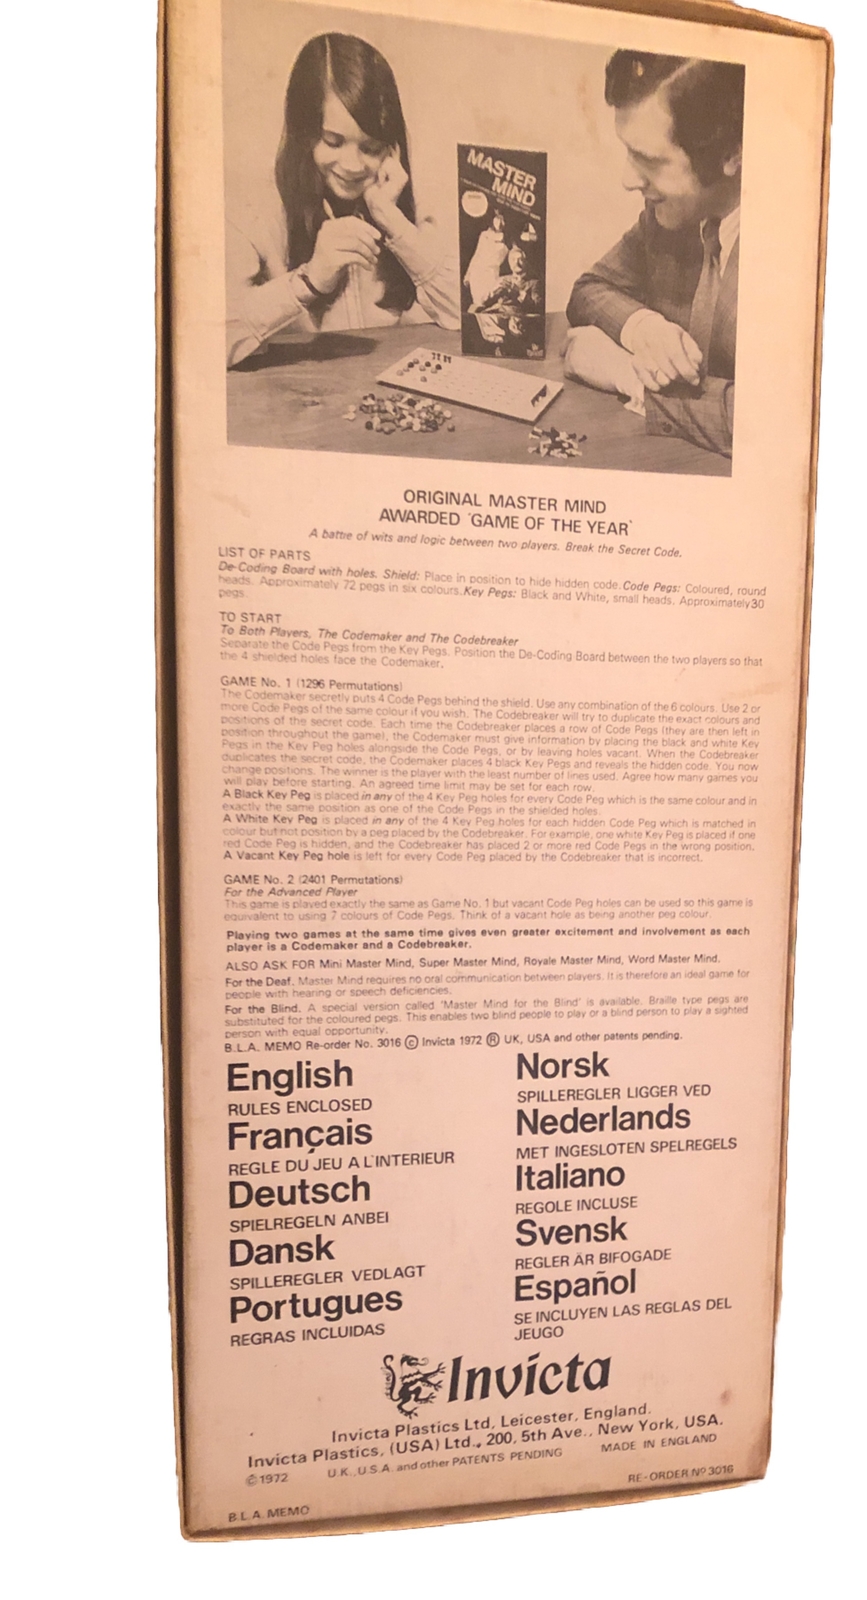 MASTER
MIND
ORIGINAL MASTER MIND
AWARDED 'GAME OF THE YEAR'
A battle of wits and logic between two players. Break the Secret Code.
LIST OF PARTS
De-Coding Board with holes. Shield: Place in position to hide hidden code. Code Pegs: Coloured, round
heads. Approximately 72 pegs in six colours. Key Pegs: Black and White, small heads. Approximately 30
pegs.
TO START
To Both Players, The Codemaker and The Codebreaker
Separate the Code Pegs from the Key Pegs. Position the De-Coding Board between the two players so that
the 4 shielded holes face the Codemaker.
GAME No. 1 (1296 Permutations)
The Codemaker secretly puts 4 Code Pegs behind the shield. Use any combination of the 6 colours. Use 2 or
more Code Pegs of the same colour if you wish. The Codebreaker will try to duplicate the exact colours and
positions of the secret code. Each time the Codebreaker places a row of Code Pegs (they are then left in
position throughout the game), the Codemaker must give information by placing the black and white Key
Pegs in the Key Peg holes alongside the Code Pegs, or by leaving holes vacant. When the Codebreaker
duplicates the secret code, the Codemaker places 4 black Key Pegs and reveals the hidden code. You now
change positions. The winner is the player with the least number of lines used. Agree how many games you
will play before starting. An agreed time limit may be set for each row.
A Black Key Peg is placed in any of the 4 Key Peg holes for every Code Peg which is the same colour and in
exactly the same position as one of the Code Pegs in the shielded holes.
A White Key Peg is placed in any of the 4 Key Peg holes for each hidden Code Peg which is matched in
colour but not position by a peg placed by the Codebreaker. For example, one white Key Peg is placed if one
red Code Peg is hidden, and the Codebreaker has placed 2 or more red Code Pegs in the wrong position.
A Vacant Key Peg hole is left for every Code Peg placed by the Codebreaker that is incorrect.
GAME No. 2 (2401 Permutations)
For the Advanced Player
This game is played exactly the same as Game No. 1 but vacant Code Peg holes can be used so this game is
equivalent to using 7 colours of Code Pegs. Think of a vacant hole as being another peg colour.
Playing two games at the same time gives even greater excitement and involvement as each
player is a Codemaker and a Codebreaker.
ALSO ASK FOR Mini Master Mind, Super Master Mind, Royale Master Mind, Word Master Mind.
For the Deaf. Master Mind requires no oral communication between players. It is therefore an ideal game for
people with hearing or speech deficiencies.
For the Blind. A special version called 'Master Mind for the Blind' is available. Braille type pegs are
substituted for the coloured pegs. This enables two blind people to play or a blind person to play a sighted
person with equal opportunity.
B.L.A. MEMO Re-order No. 3016 © Invicta 1972 ® UK, USA and other patents pending.
English
RULES ENCLOSED
Français
REGLE DU JEU A L'INTERIEUR
Deutsch
SPIELREGELN ANBEI
Dansk
SPILLEREGLER VEDLAGT
Portugues
REGRAS INCLUIDAS
Norsk
SPILLEREGLER LIGGER VED
Nederlands
MET INGESLOTEN SPELREGELS
Italiano
REGOLE INCLUSE
Svensk
REGLER ÄR BIFOGADE
Español
SE INCLUYEN LAS REGLAS DEL
JEUGO
Invicta
Invicta Plastics Ltd, Leicester, England.
Invicta Plastics, (USA) Ltd., 200, 5th Ave., New York, USA.
©1972 U.K., U.S.A. and other PATENTS PENDING MADE IN ENGLAND
RE-ORDER Nº 3016
B.L.A. MEMO